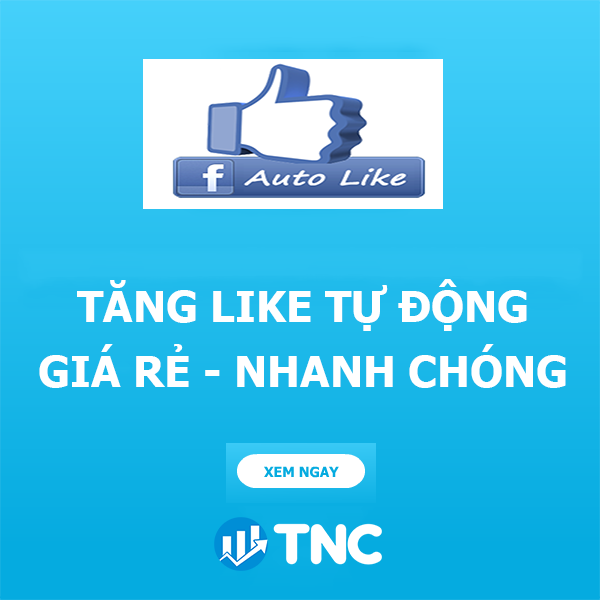 f Auto Like
TĂNG LIKE TỰ ĐỘNG
GIÁ RẺ - NHANH CHÓNG
XEM NGAY
TNC